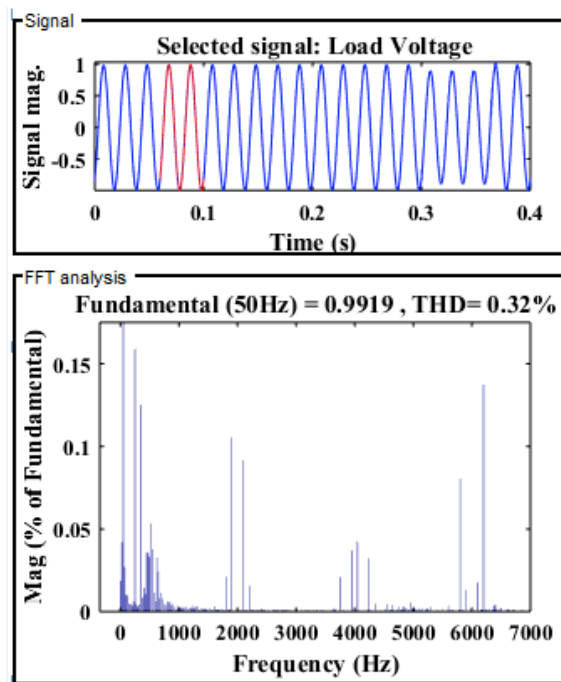 Signal
Selected signal: Load Voltage
Signal mag.
1
0.5
0
-0.5
0 0.1 0.2 0.3 0.4
Time (s)
FFT analysis
Fundamental (50Hz) = 0.9919 , THD= 0.32%
Mag (% of Fundamental)
0.15
0.1
0.05
0
0 1000 2000 3000 4000 5000 6000 7000
Frequency (Hz)